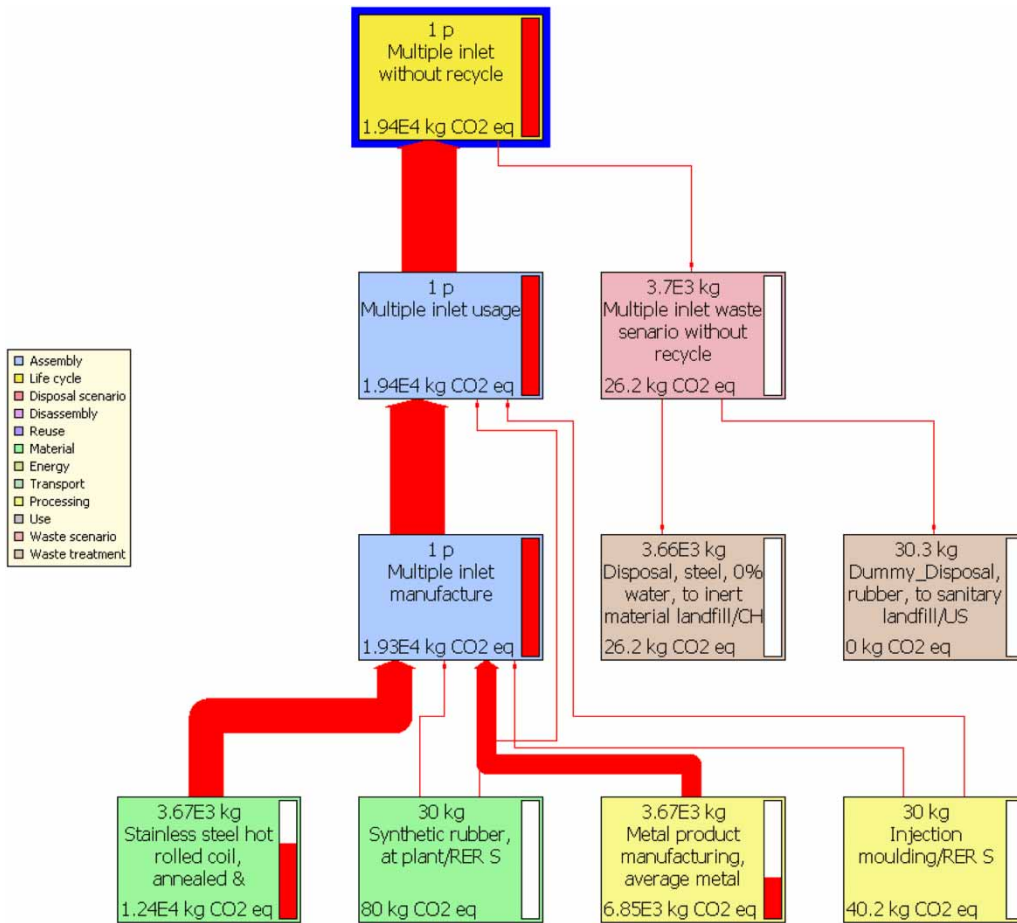 1 p
Multiple inlet
without recycle
1.94E4 kg CO2 eq
1 p
Multiple inlet usage
1.94E4 kg CO2 eq
3.7E3 kg
Multiple inlet waste
senario without
recycle
26.2 kg CO2 eq
Assembly
Life cycle
Disposal scenario
Disassembly
Reuse
Material
Energy
Transport
Processing
Use
Waste scenario
Waste treatment
1 p
Multiple inlet
manufacture
1.93E4 kg CO2 eq
3.66E3 kg
Disposal, steel, 0%
water, to inert
material landfill/CH
26.2 kg CO2 eq
30.3 kg
Dummy_Disposal,
rubber, to sanitary
landfill/US
0 kg CO2 eq
3.67E3 kg
Stainless steel hot
rolled coil,
annealed &
1.24E4 kg CO2 eq
30 kg
Synthetic rubber,
at plant/RER S
80 kg CO2 eq
3.67E3 kg
Metal product
manufacturing,
average metal
6.85E3 kg CO2 eq
30 kg
Injection
moulding/RER S
40.2 kg CO2 eq